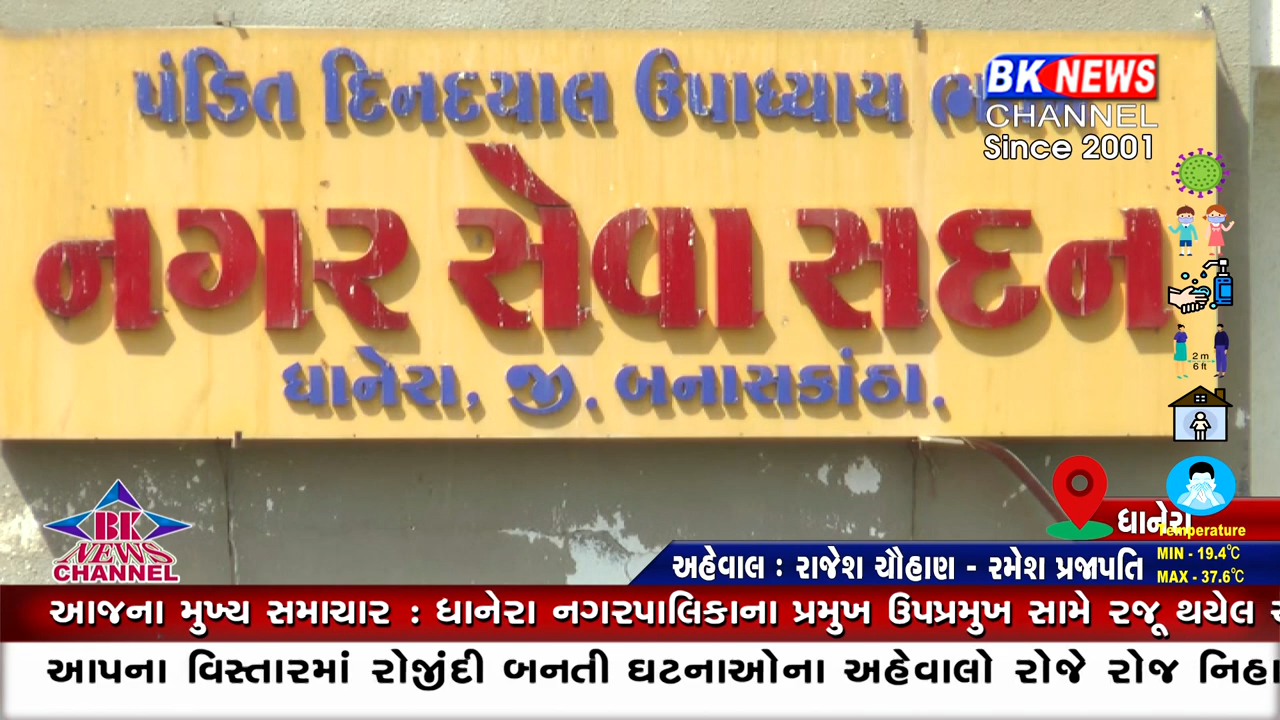 પંડિત દિનદયાલ ઉપાધ્યાય
BK NEWS
CHANNEL
Since 2001
નગર સેવા સદન
ધાનેરા, જી. બનાસકાંઠા.
2 m
6 ft
ધાનેરા
Temperature
MIN - 19.4℃
MAX - 37.6℃
BK
NEWS
CHANNEL
અહેવાલ : રાજેશ ચૌહાણ - રમેશ પ્રજાપતિ
આજના મુખ્ય સમાચાર : ધાનેરા નગરપાલિકાના પ્રમુખ ઉપપ્રમુખ સામે રજૂ થયેલ
આપના વિસ્તારમાં રોજીંદી બનતી ઘટનાઓના અહેવાલો રોજે રોજ